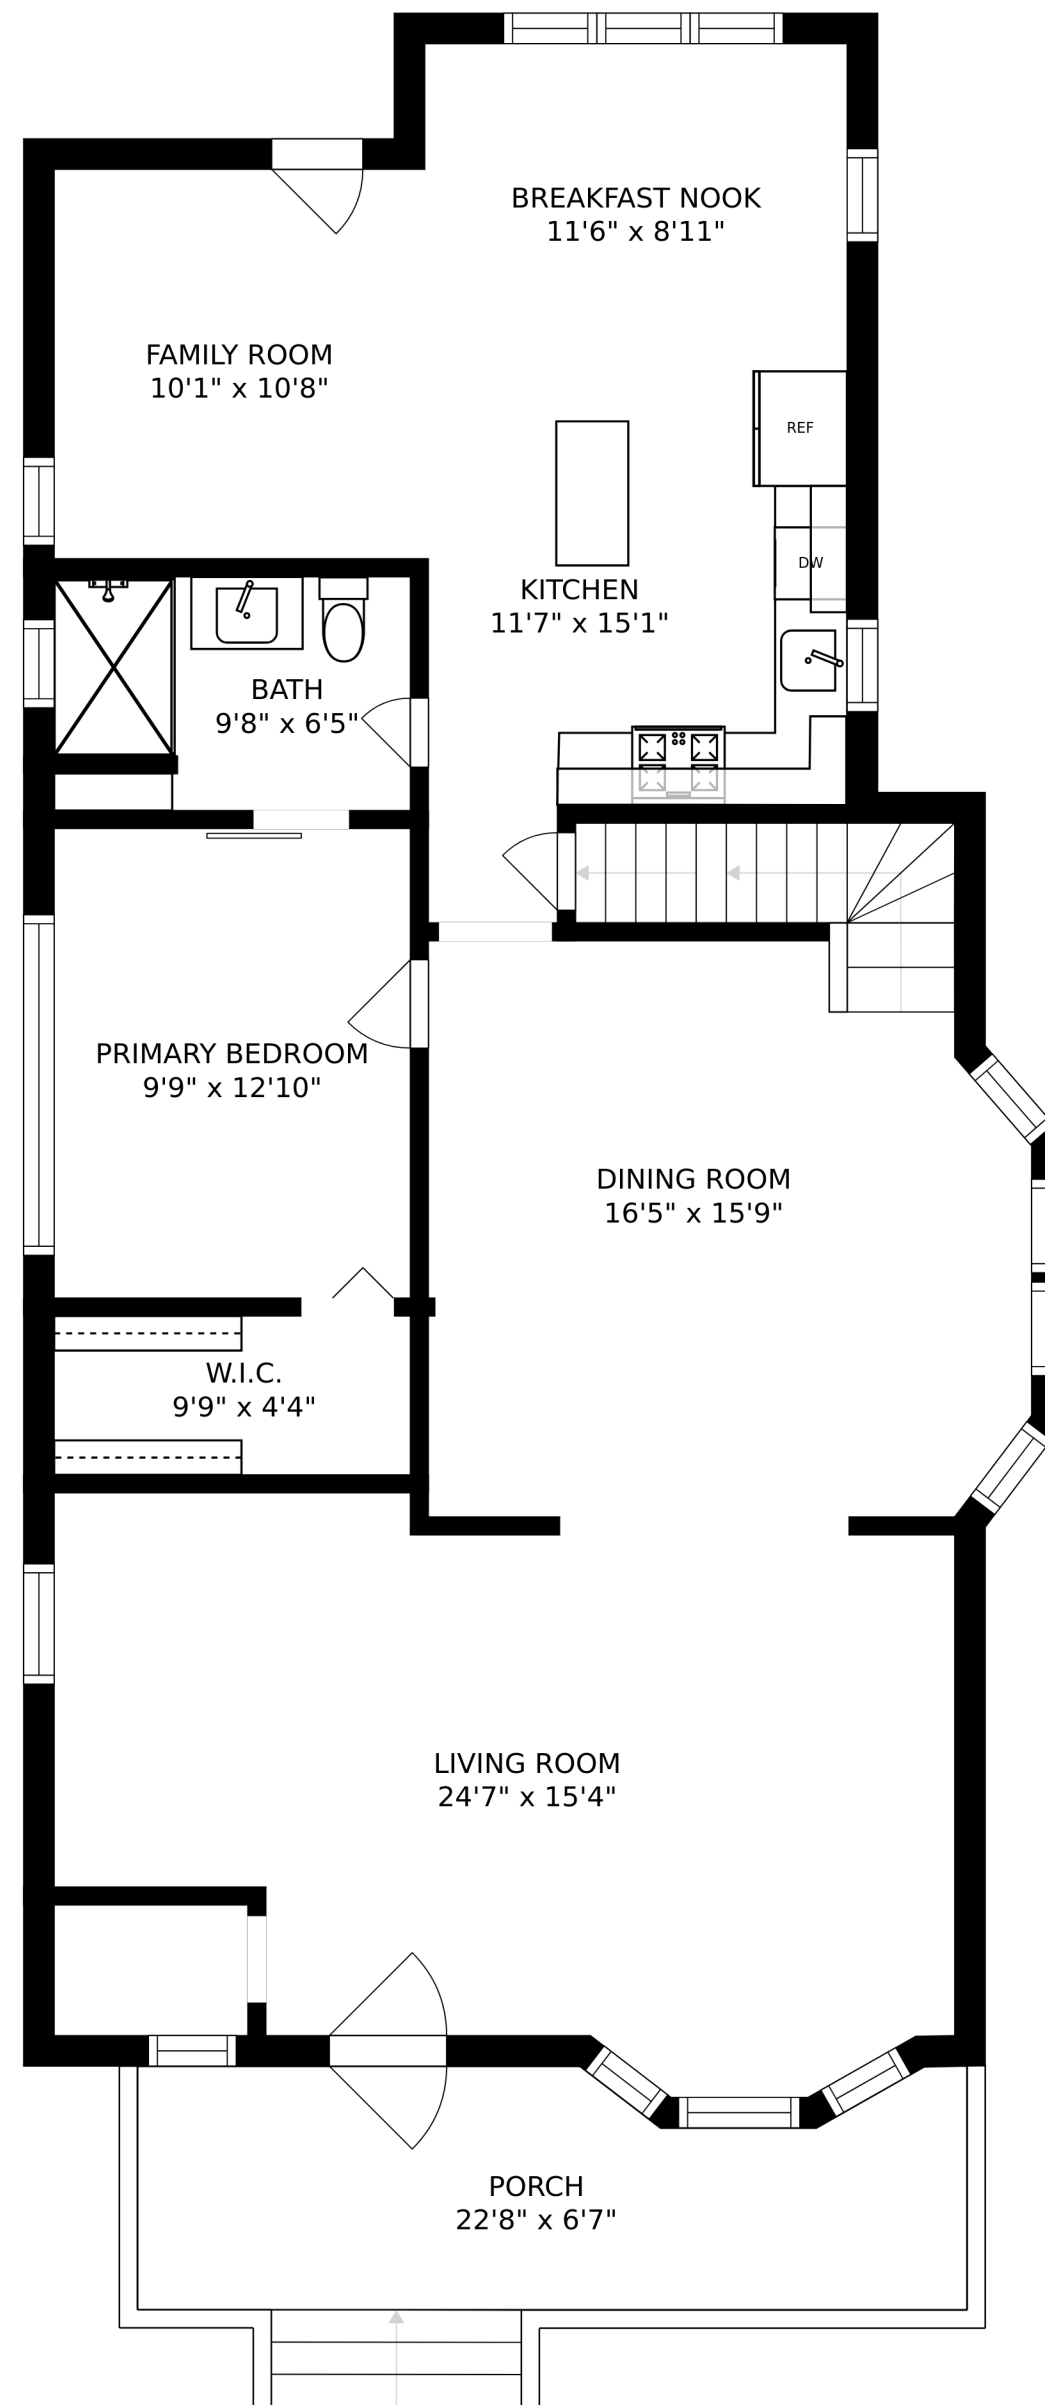 BREAKFAST NOOK
11'6" x 8'11"
FAMILY ROOM
10'1" x 10'8"
REF
DW
KITCHEN
11'7" x 15'1"
BATH
9'8" x 6'5"
PRIMARY BEDROOM
9'9" x 12'10"
DINING ROOM
16'5" x 15'9"
W.I.C.
9'9" x 4'4"
LIVING ROOM
24'7" x 15'4"
PORCH
22'8" x 6'7"